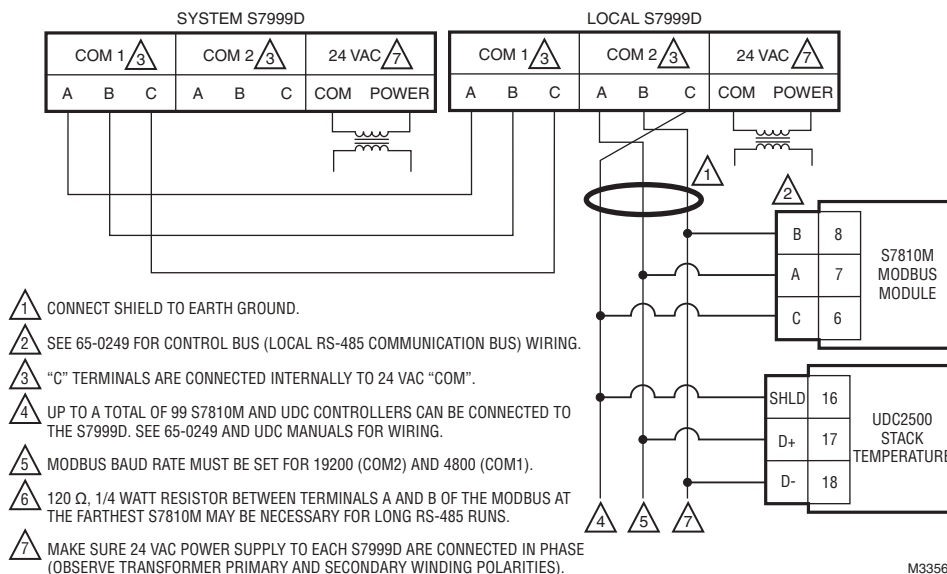 SYSTEM S7999D
LOCAL S7999D
COM 1 3 COM 2 3 24 VAC 7
COM 1 3 COM 2 3 24 VAC 7
A B C A B C COM POWER
A B C A B C COM POWER
1
2
B 8
A 7
C 6
S7810M
MODBUS
MODULE
SHLD 16
D+ 17
D- 18
UDC2500
STACK
TEMPERATURE
4 5 7
1 CONNECT SHIELD TO EARTH GROUND.
2 SEE 65-0249 FOR CONTROL BUS (LOCAL RS-485 COMMUNICATION BUS) WIRING.
3 “C” TERMINALS ARE CONNECTED INTERNALLY TO 24 VAC “COM”.
4 UP TO A TOTAL OF 99 S7810M AND UDC CONTROLLERS CAN BE CONNECTED TO
THE S7999D. SEE 65-0249 AND UDC MANUALS FOR WIRING.
5 MODBUS BAUD RATE MUST BE SET FOR 19200 (COM2) AND 4800 (COM1).
6 120 Ω, 1/4 WATT RESISTOR BETWEEN TERMINALS A AND B OF THE MODBUS AT
THE FARTHEST S7810M MAY BE NECESSARY FOR LONG RS-485 RUNS.
7 MAKE SURE 24 VAC POWER SUPPLY TO EACH S7999D ARE CONNECTED IN PHASE
(OBSERVE TRANSFORMER PRIMARY AND SECONDARY WINDING POLARITIES).
M3356